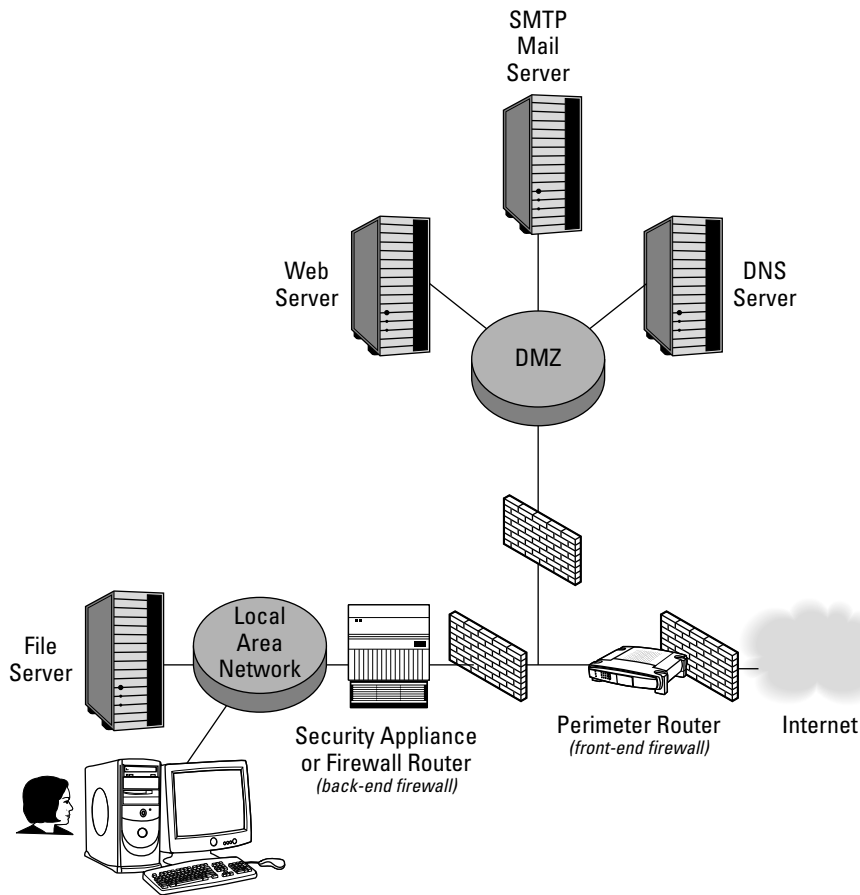 SMTP
Mail
Server
Web
Server
DNS
Server
DMZ
File
Server
Local
Area
Network
Security Appliance
or Firewall Router
(back-end firewall)
Perimeter Router
(front-end firewall)
Internet